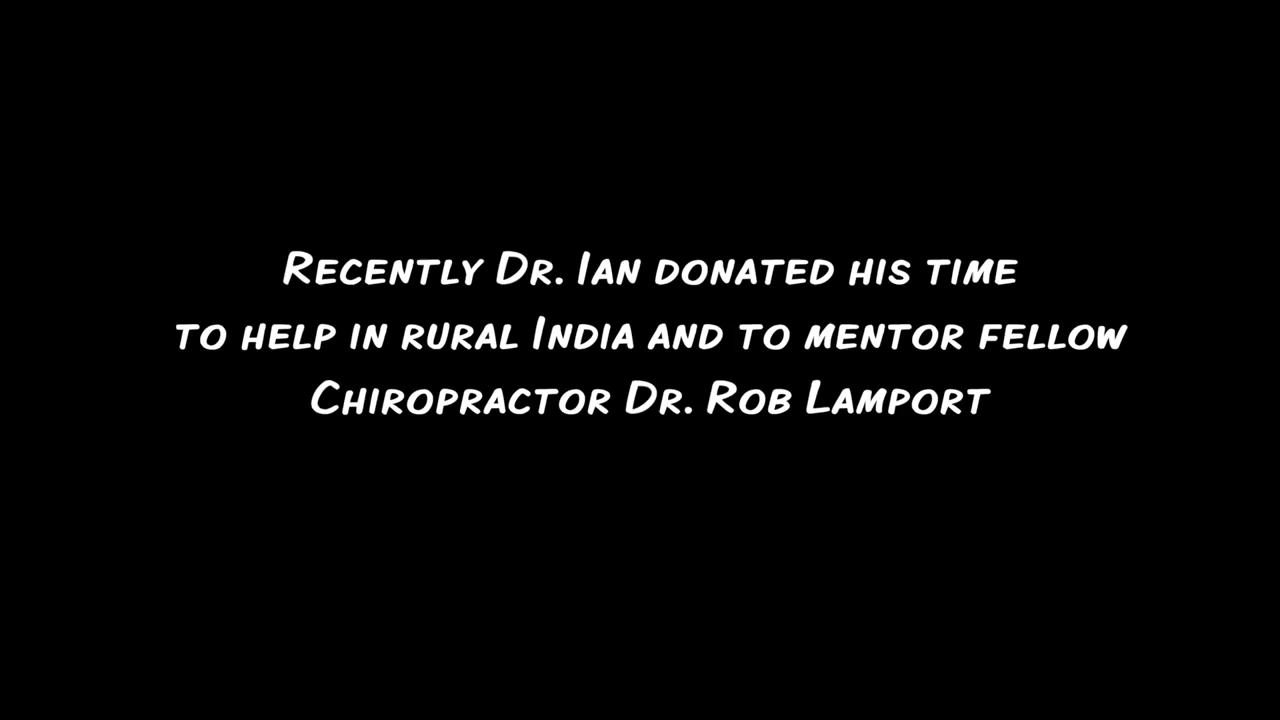 Recently Dr. Ian donated his time
to help in rural India and to mentor fellow
Chiropractor Dr. Rob Lamport